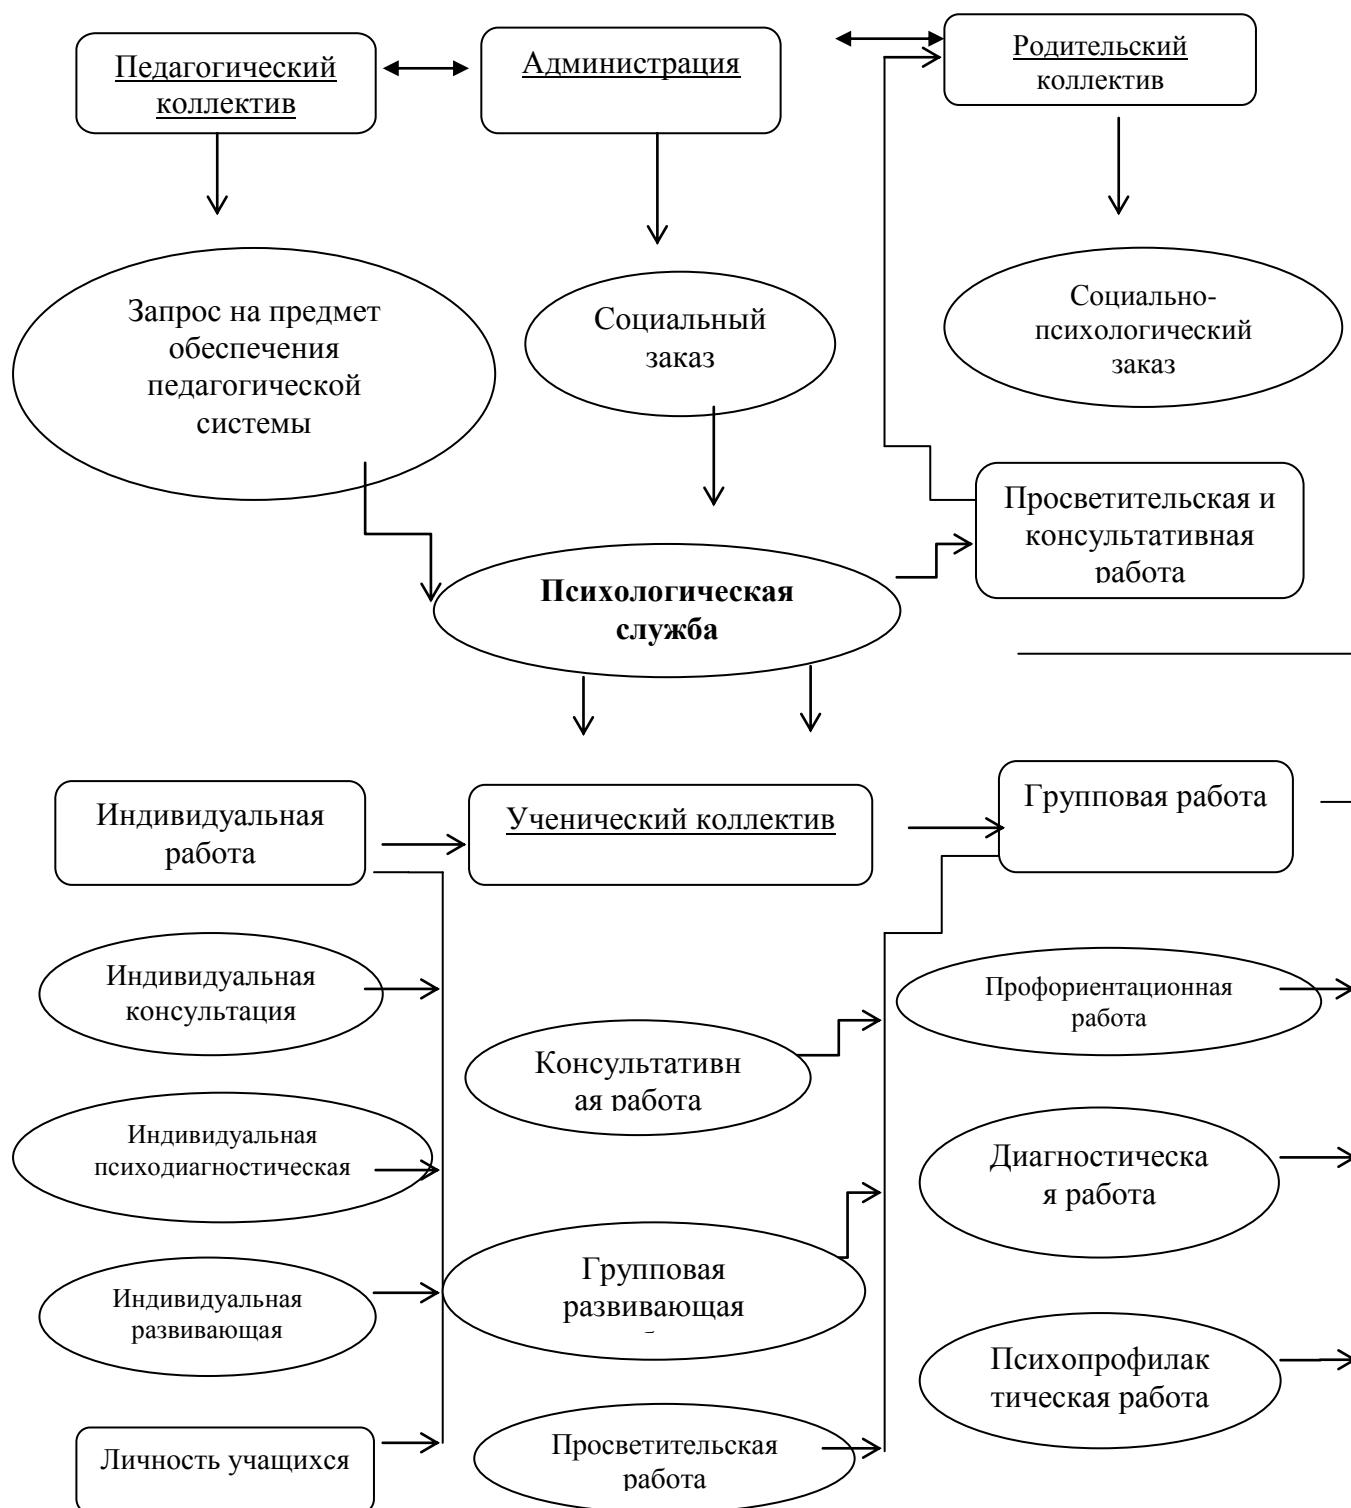 Педагогический
коллектив
Администрация
Родительский
коллектив
Запрос на предмет
обеспечения
педагогической
системы
Социальный
заказ
Социально-
психологический
заказ
Просветительская и
консультативная
работа
Психологическая
служба
Индивидуальная
работа
Ученический коллектив
Групповая работа
Индивидуальная
консультация
Консультативн
ая работа
Профориентационная
работа
Индивидуальная
психодиагностическая
Диагностическа
я работа
Индивидуальная
развивающая
Групповая
развивающая
Психопрофилак
тическая работа
Личность учащихся
Просветительская
работа